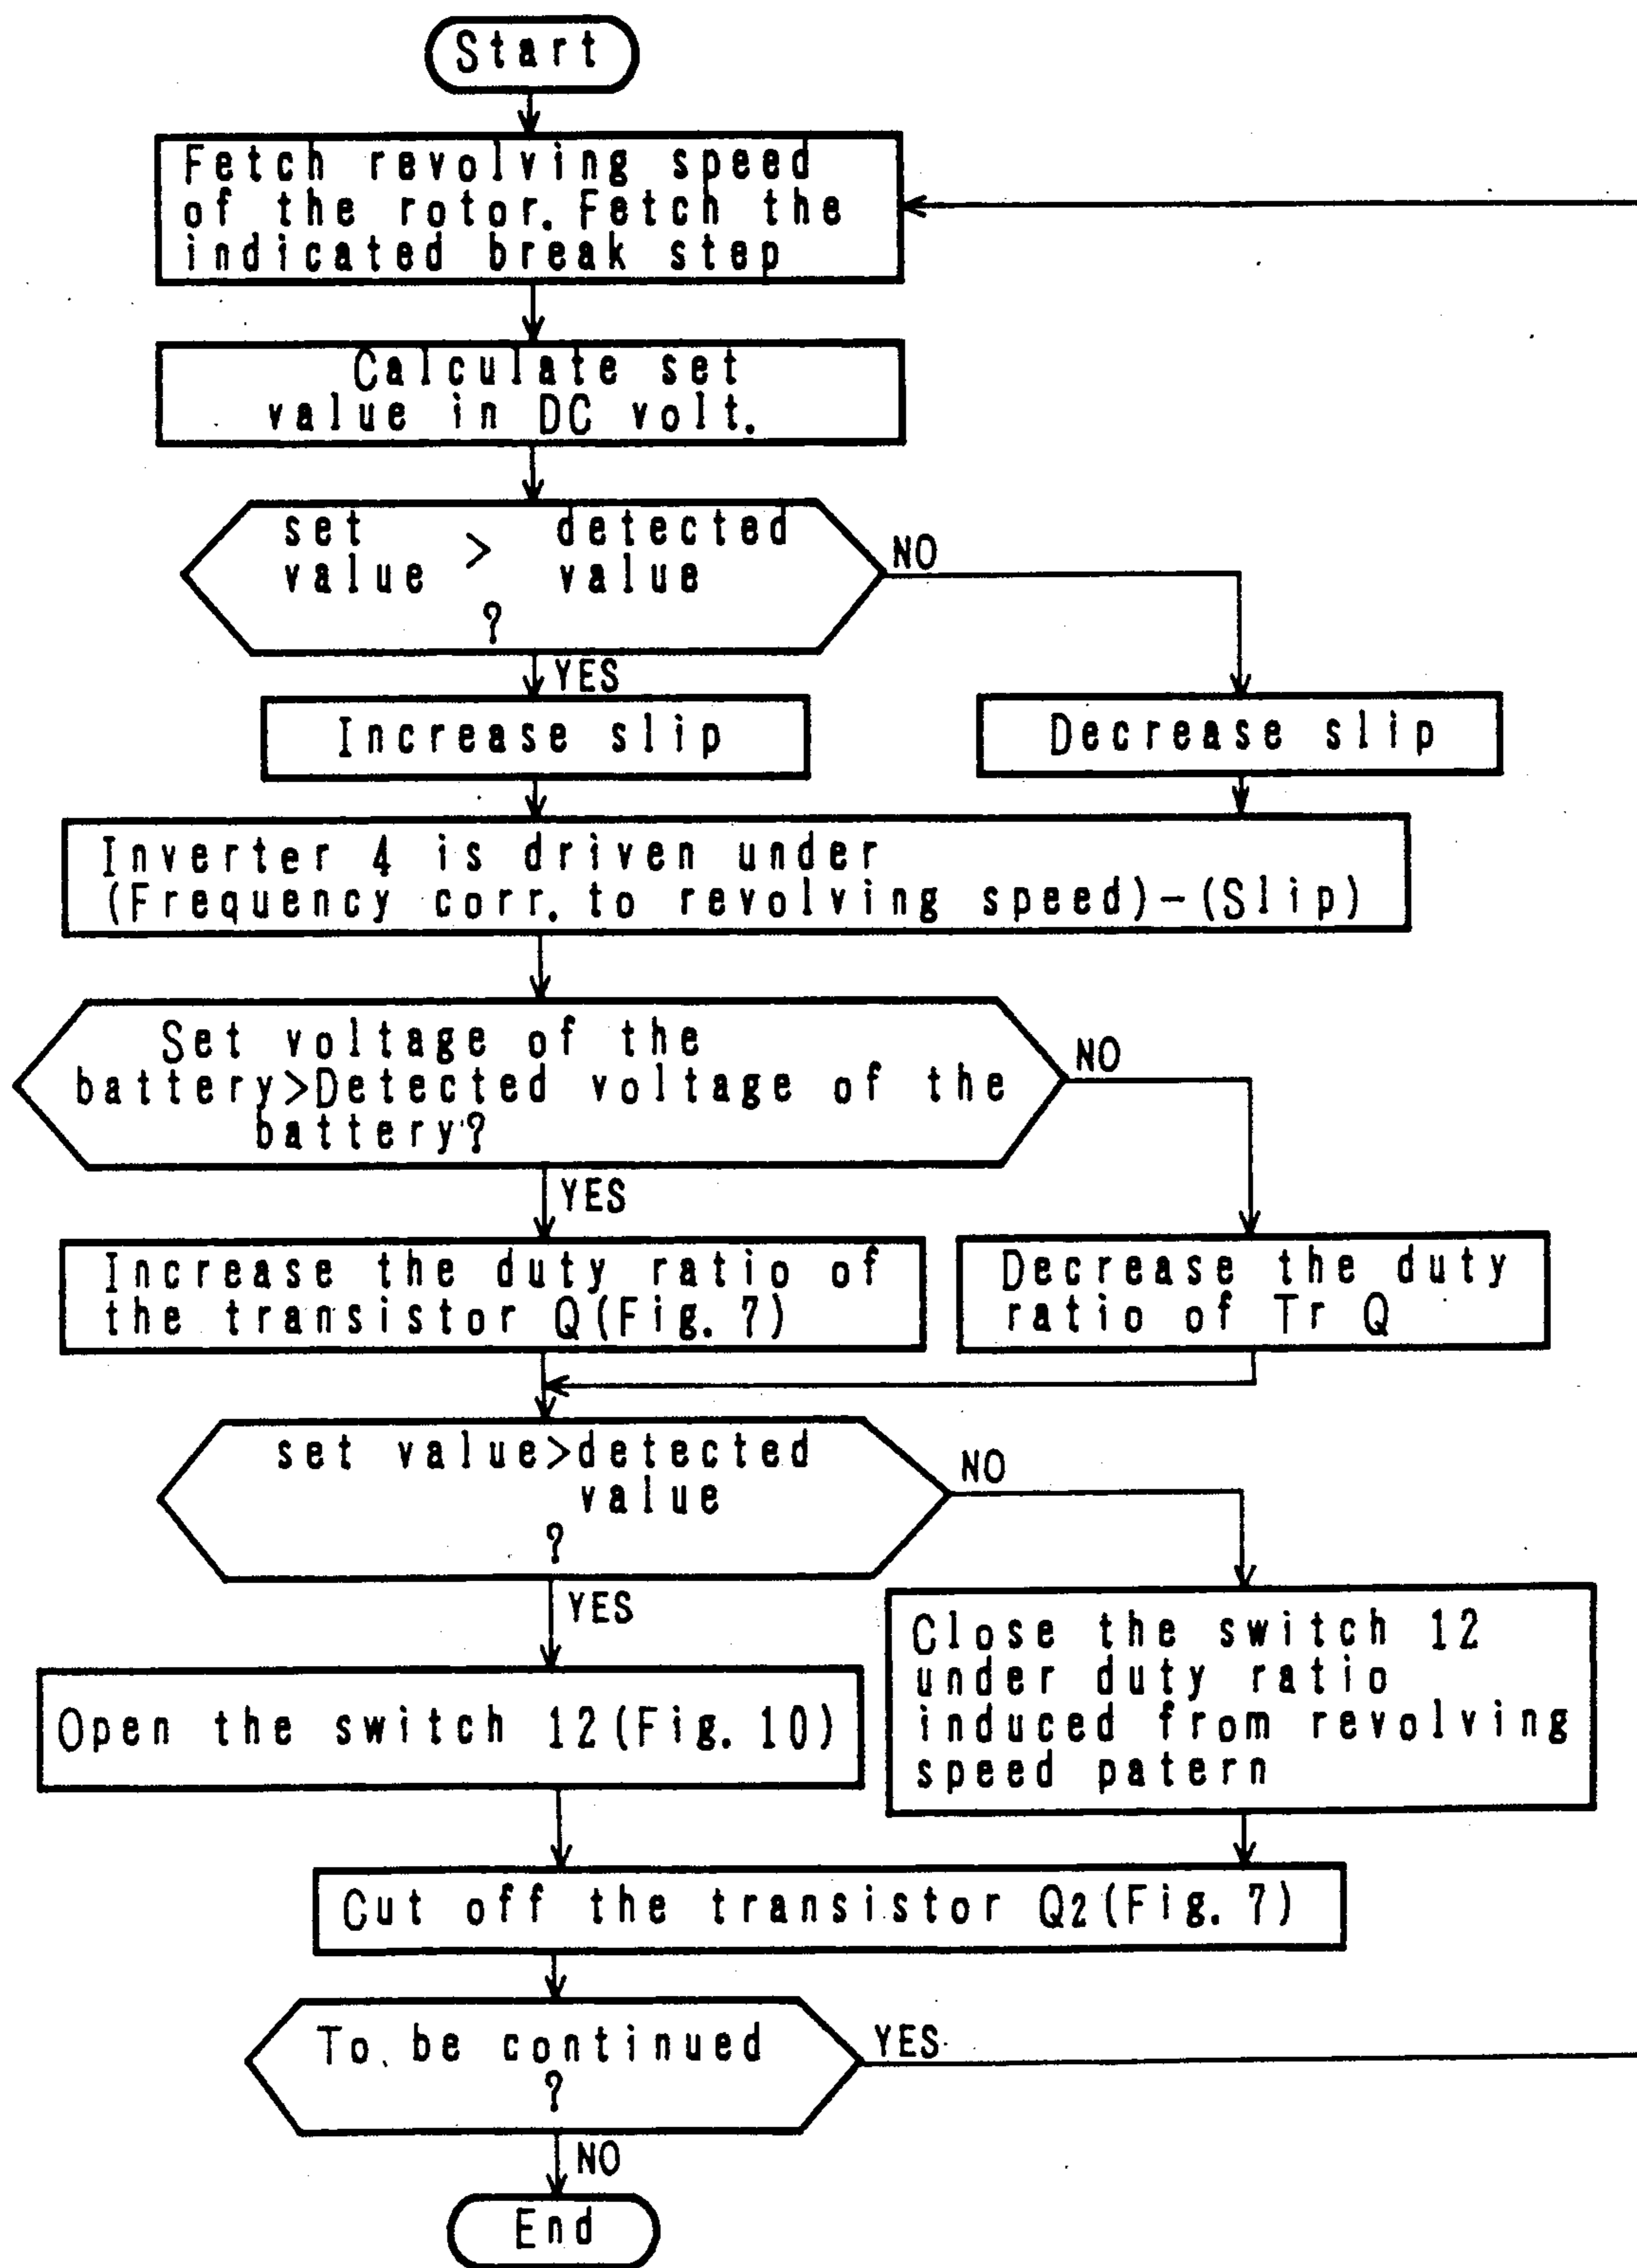 Start
Fetch revolving speed
of the rotor. Fetch the
indicated break step
Calculate set
value in DC volt.
set > detected
value value
?
NO
YES
Increase slip
Decrease slip
Inverter 4 is driven under
(Frequency corr. to revolving speed)-(Slip)
Set voltage of the
battery>Detected voltage of the
battery?
NO
YES
Increase the duty ratio of
the transistor Q(Fig. 7)
Decrease the duty
ratio of Tr Q
set value>detected
value
?
NO
YES
Open the switch 12(Fig. 10)
Close the switch 12
under duty ratio
induced from revolving
speed patern
Cut off the transistor Q2(Fig. 7)
To be continued
?
YES
NO
End